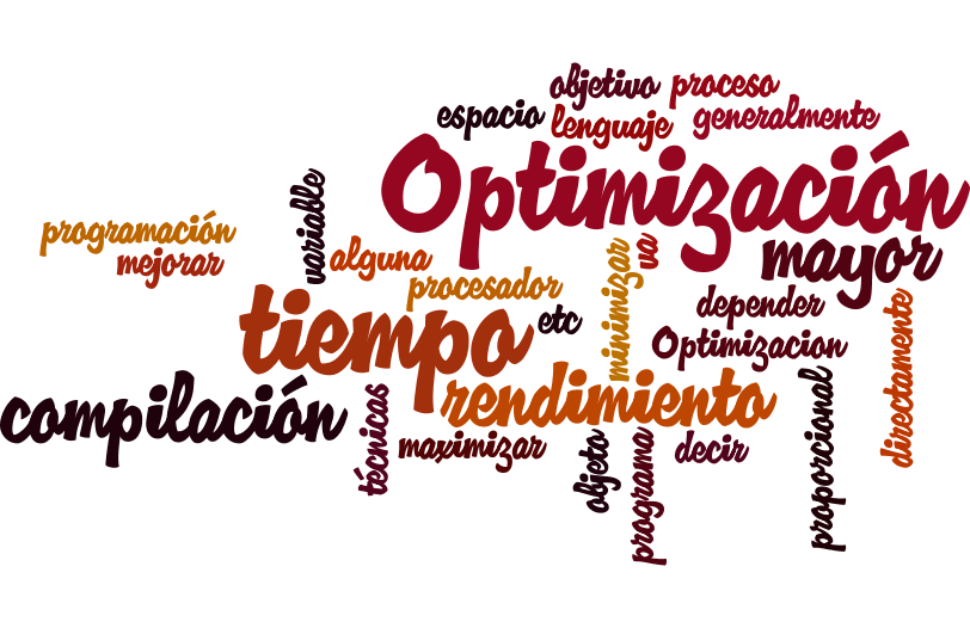 objetivo
proceso
espacio
lenguaje
generalmente
Optimización
variable
programación
mejorar
alguna
va
mayor
procesador
minimizar
depender
tiempo
etc
Optimizacion
directamente
compilación
rendimiento
técnicas
maximizar
objeto
programa
decir
proporcional